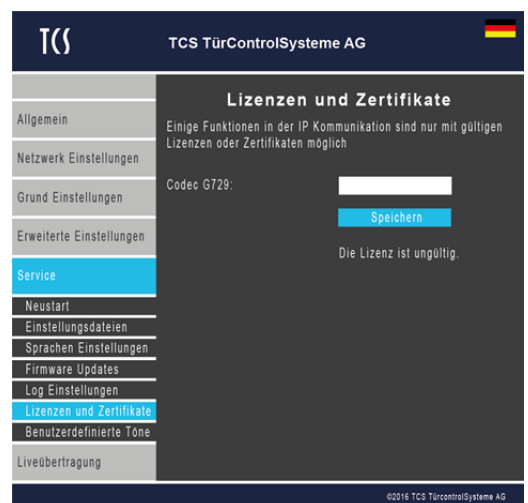 TCS
TCS TürControlSysteme AG
Allgemein
Netzwerk Einstellungen
Grund Einstellungen
Erweiterte Einstellungen
Service
Neustart
Einstellungsdateien
Sprachen Einstellungen
Firmware Updates
Log Einstellungen
Lizenzen und Zertifikate
Benutzerdefinierte Töne
Liveübertragung
Lizenzen und Zertifikate
Einige Funktionen in der IP Kommunikation sind nur mit gültigen
Lizenzen oder Zertifikaten möglich
Codec G729:
Speichern
Die Lizenz ist ungültig.
©2016 TCS TürcontrolSysteme AG